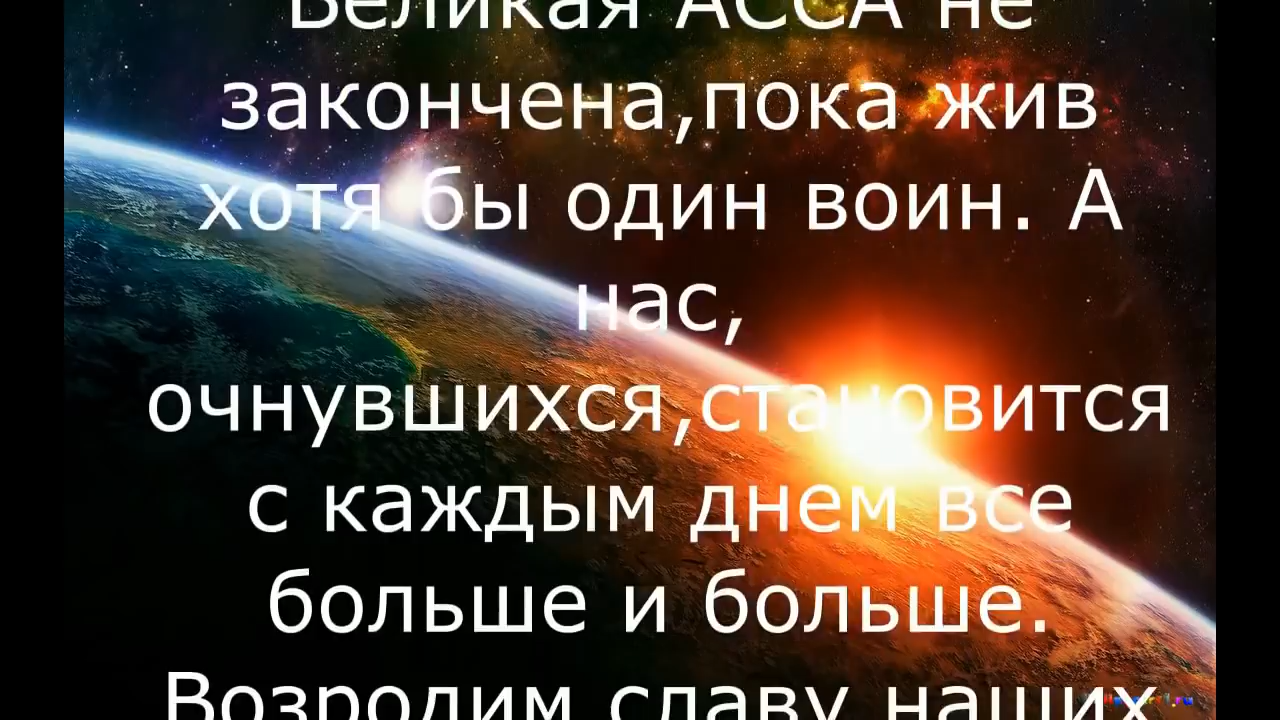 Великая АССА не
закончена,пока жив
хотя бы один воин. А
нас,
очнувшихся,становится
с каждым днем все
больше и больше.
Возродим славу наших